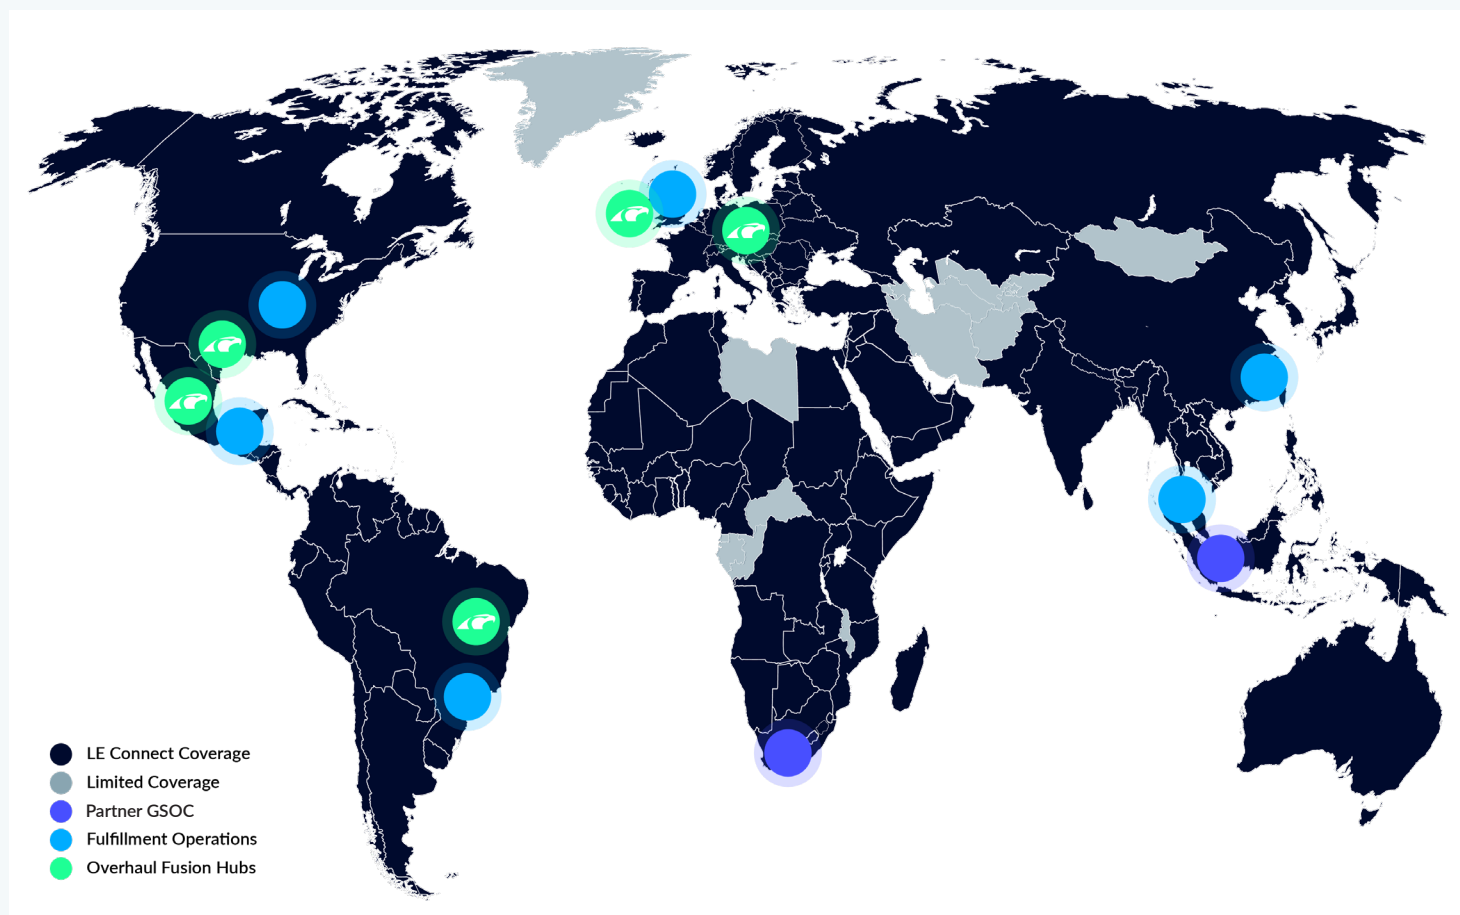 LE Connect Coverage
Limited Coverage
Partner GSOC
Fulfillment Operations
Overhaul Fusion Hubs